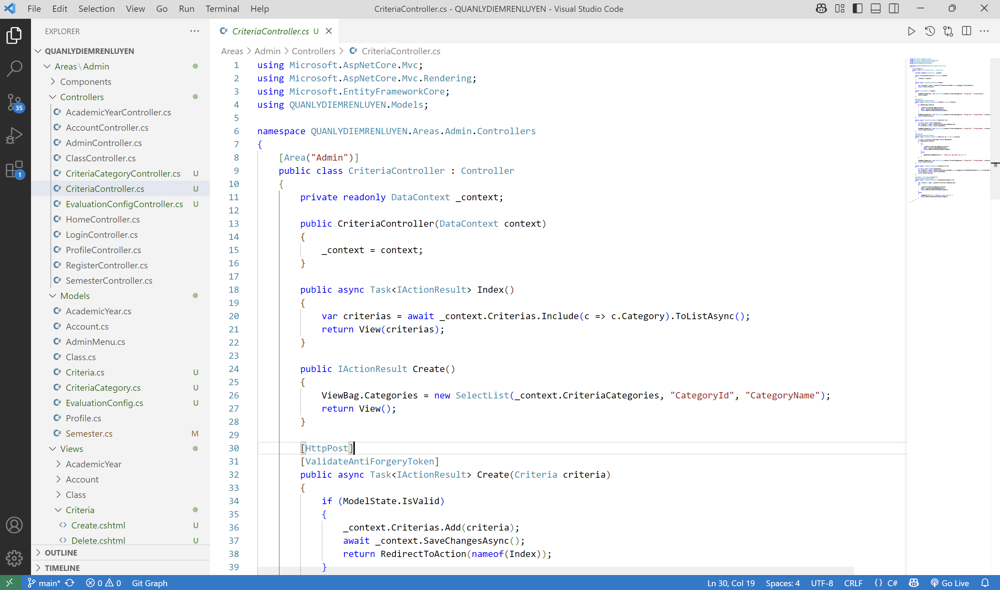 File Edit Selection View Go Run Terminal Help
CriteriaController.cs - QUANLYDIEMRENLUYEN - Visual Studio Code
EXPLORER
QUANLYDIEMRENLUYEN
Areas\Admin
Components
Controllers
AcademicYearController.cs
AccountController.cs
AdminController.cs
ClassController.cs
CriteriaCategoryController.cs U
CriteriaController.cs U
EvaluationConfigController.cs U
HomeController.cs
LoginController.cs
ProfileController.cs
RegisterController.cs
SemesterController.cs
Models
AcademicYear.cs
Account.cs
AdminMenu.cs
Class.cs
Criteria.cs U
CriteriaCategory.cs U
EvaluationConfig.cs U
Profile.cs
Semester.cs M
Views
AcademicYear
Account
Class
Criteria
Create.cshtml U
Delete.cshtml U
OUTLINE
TIMELINE
35
1
CriteriaController.cs U
Areas > Admin > Controllers > CriteriaController.cs
1 using Microsoft.AspNetCore.Mvc;
2 using Microsoft.AspNetCore.Mvc.Rendering;
3 using Microsoft.EntityFrameworkCore;
4 using QUANLYDIEMRENLUYEN.Models;
5
6 namespace QUANLYDIEMRENLUYEN.Areas.Admin.Controllers
7 {
8 [Area("Admin")]
9 public class CriteriaController : Controller
10 {
11 private readonly DataContext _context;
12
13 public CriteriaController(DataContext context)
14 {
15 _context = context;
16 }
17
18 public async Task<IActionResult> Index()
19 {
20 var criterias = await _context.Criterias.Include(c => c.Category).ToListAsync();
21 return View(criterias);
22 }
23
24 public IActionResult Create()
25 {
26 ViewBag.Categories = new SelectList(_context.CriteriaCategories, "CategoryId", "CategoryName");
27 return View();
28 }
29
30 [HttpPost]
31 [ValidateAntiForgeryToken]
32 public async Task<IActionResult> Create(Criteria criteria)
33 {
34 if (ModelState.IsValid)
35 {
36 _context.Criterias.Add(criteria);
37 await _context.SaveChangesAsync();
38 return RedirectToAction(nameof(Index));
39 }
main* 0 0 Git Graph
Ln 30, Col 19 Spaces: 4 UTF-8 CRLF {} C# Go Live